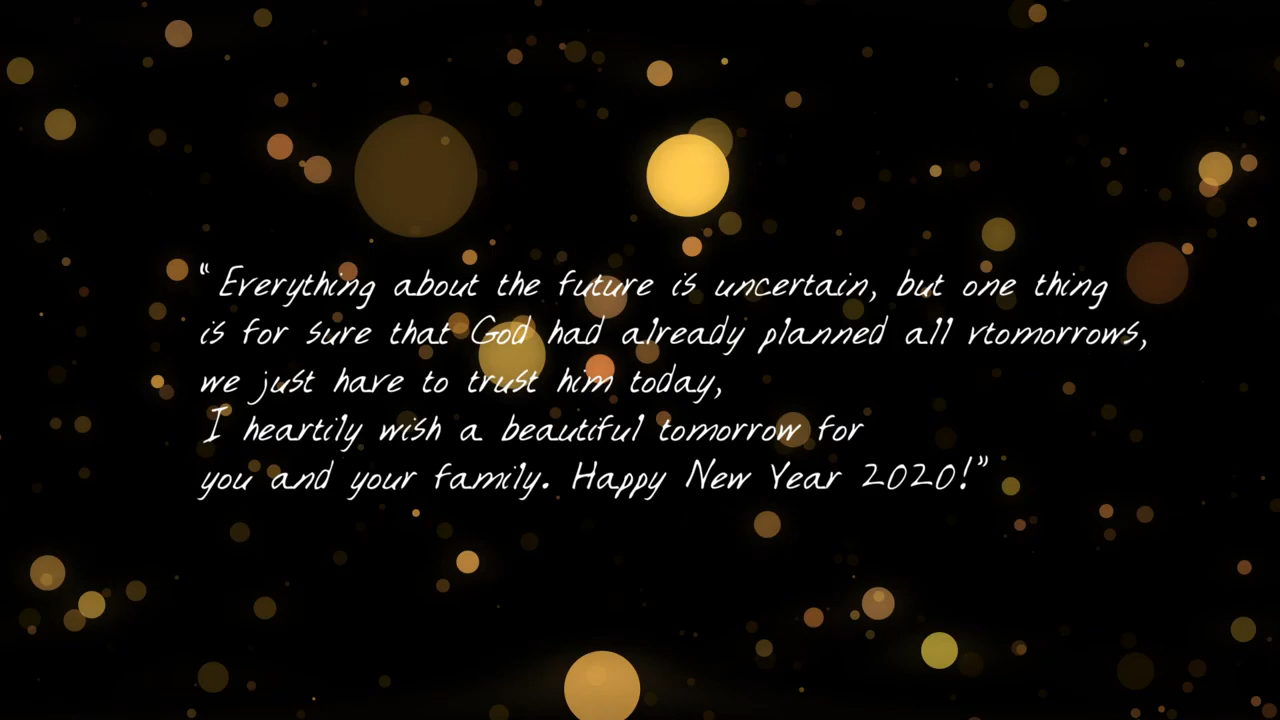 “ Everything about the future is uncertain, but one thing
is for sure that God had already planned all rtomorrows,
we just have to trust him today,
I heartily wish a beautiful tomorrow for
you and your family. Happy New Year 2020!”